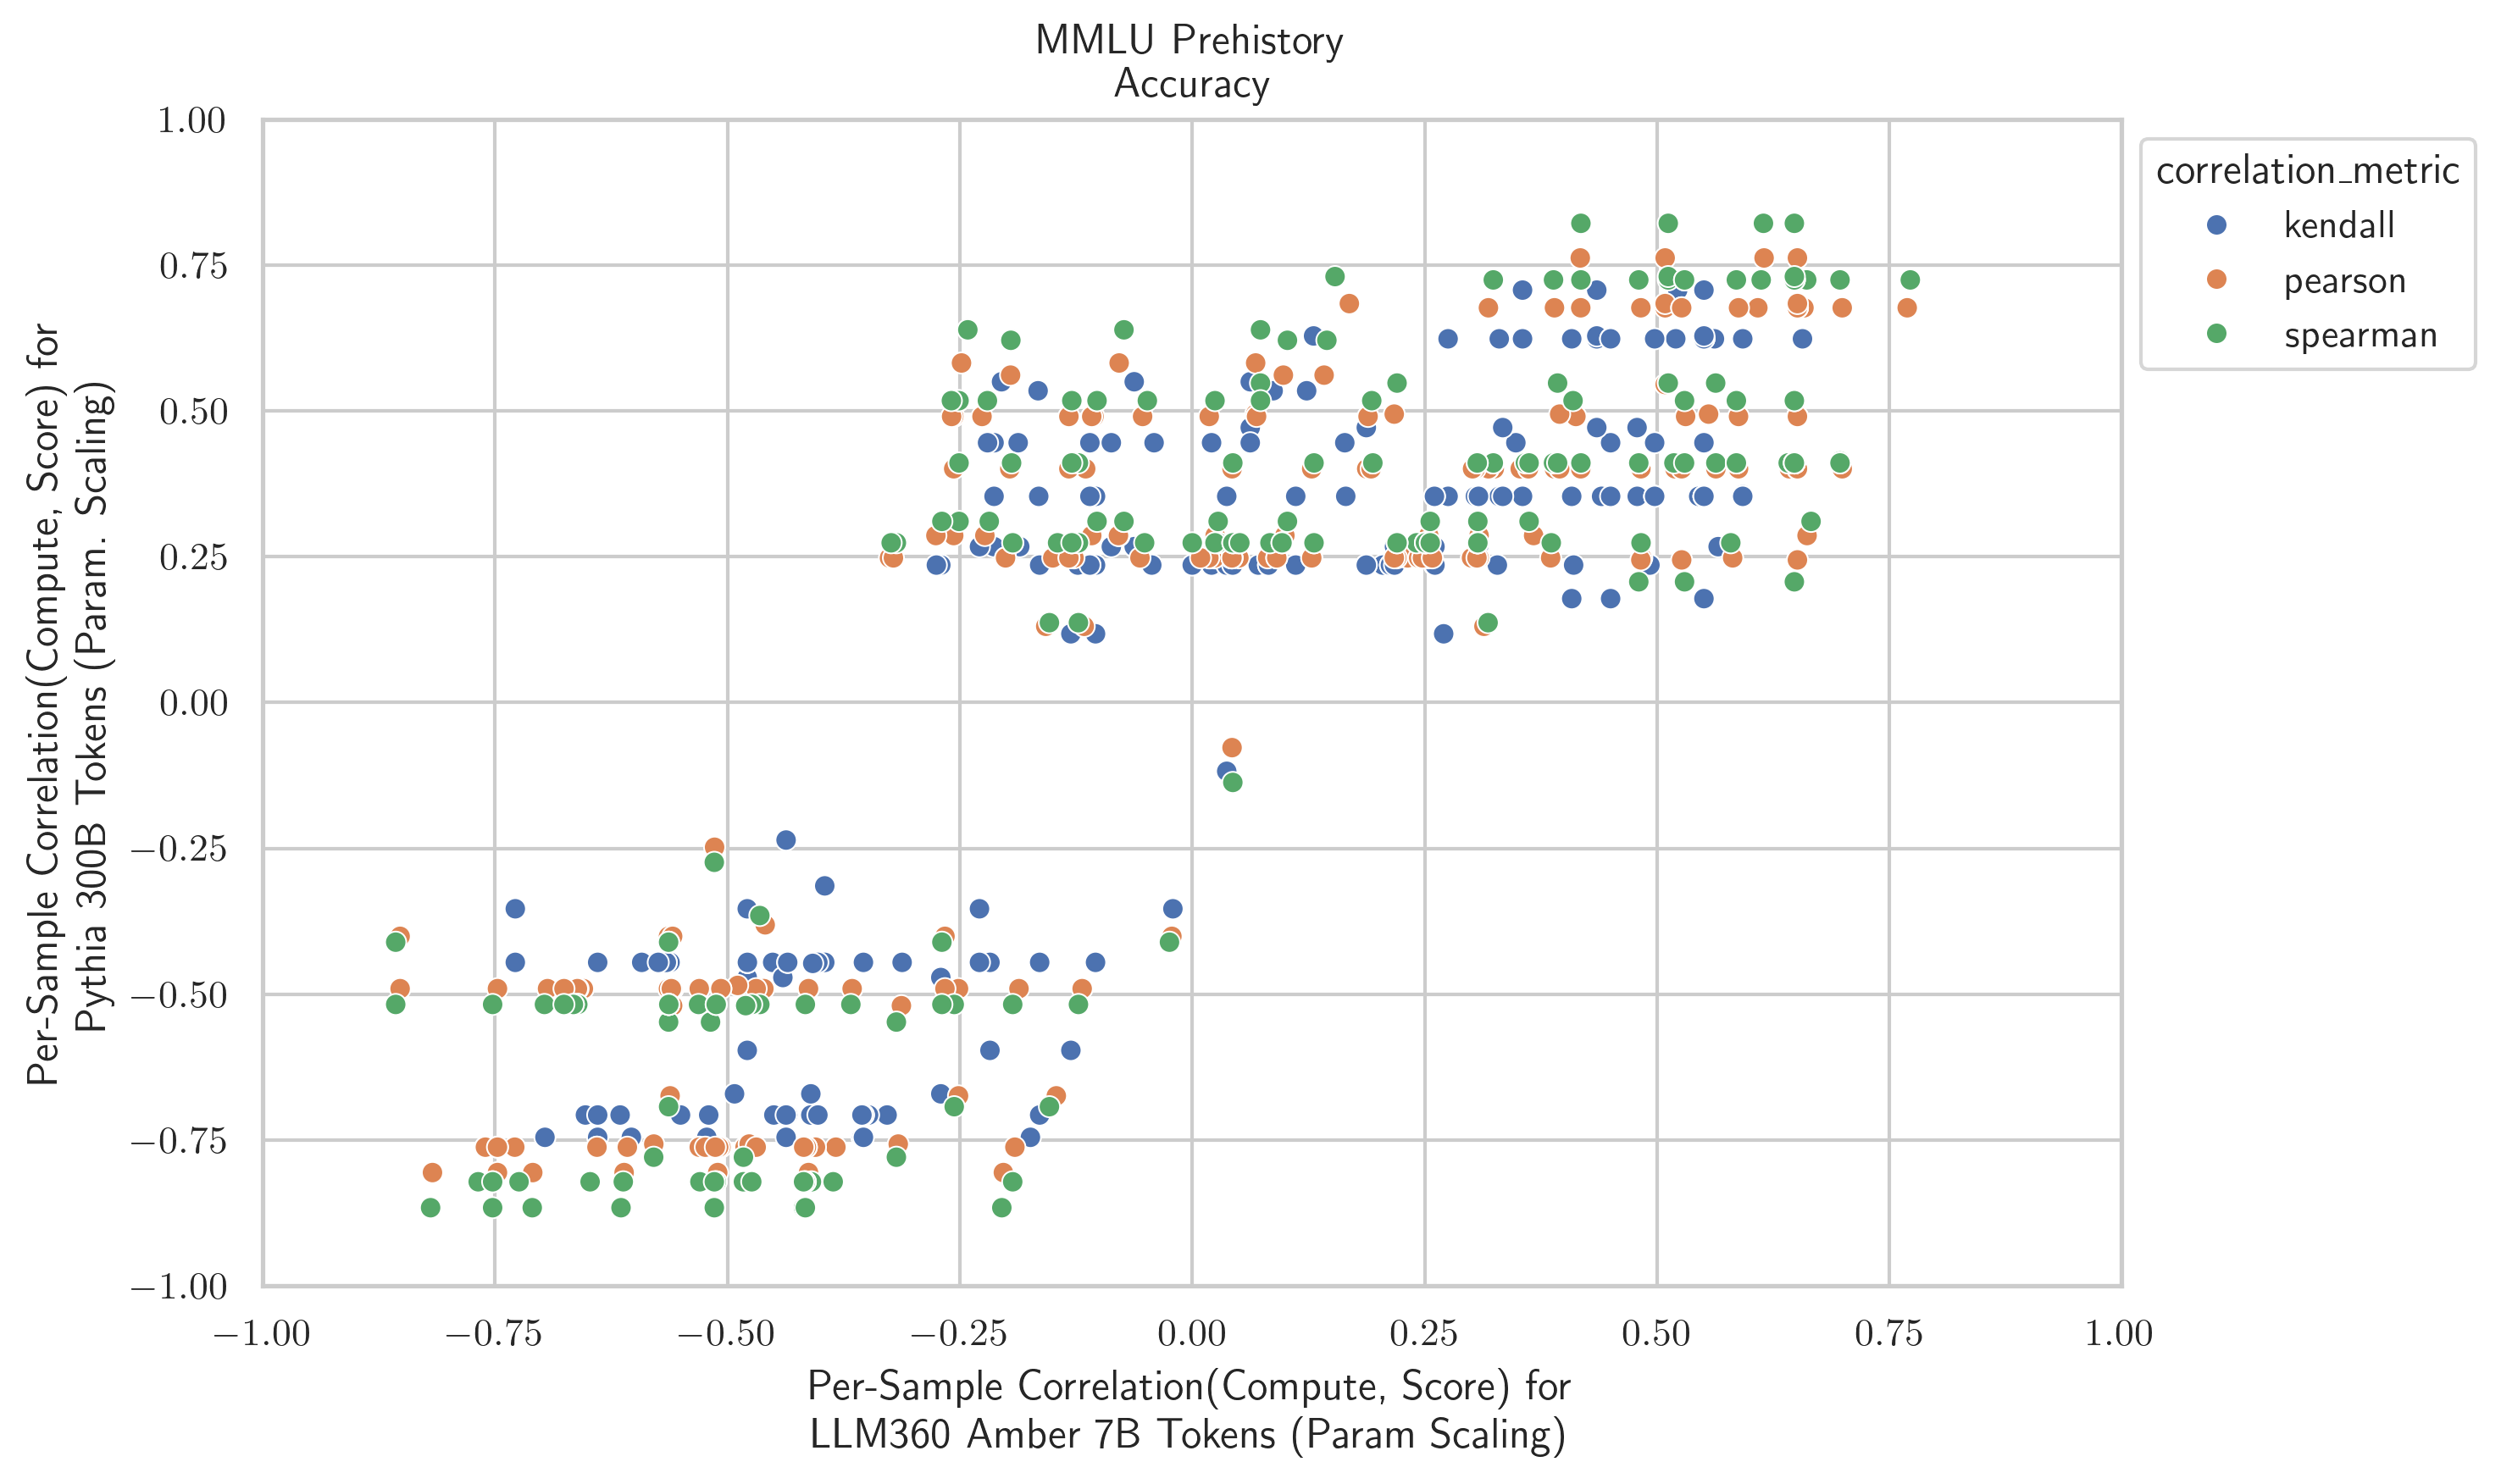 MMLU Prehistory
Accuracy
Per-Sample Correlation(Compute, Score) for
Pythia 300B Tokens (Param. Scaling)
1.00
0.75
0.50
0.25
0.00
−0.25
−0.50
−0.75
−1.00
−1.00 −0.75 −0.50 −0.25 0.00 0.25 0.50 0.75 1.00
Per-Sample Correlation(Compute, Score) for
LLM360 Amber 7B Tokens (Param Scaling)
correlation_metric
kendall
pearson
spearman